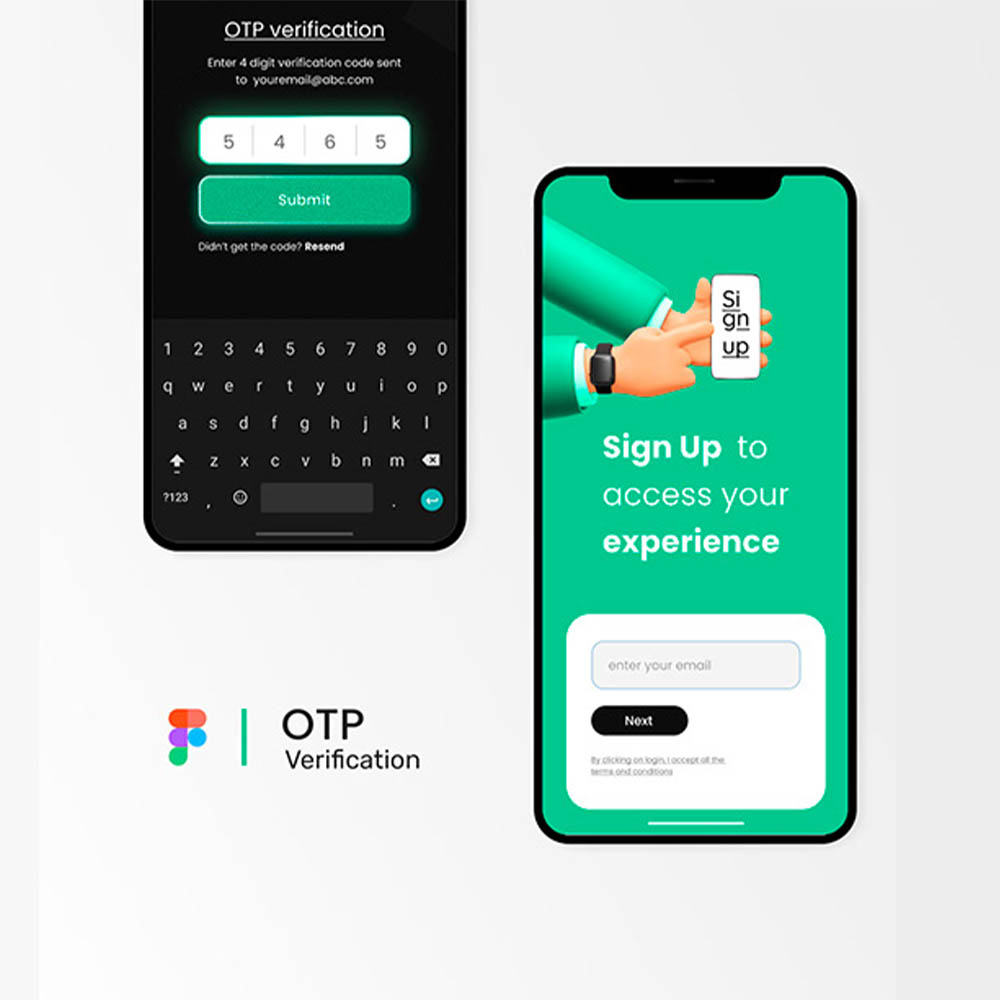 OTP verification
Enter 4 digit verification code sent
to youremail@abc.com
5 4 6 5
Submit
Didn't get the code? Resend
1 2 3 4 5 6 7 8 9 0
q w e r t y u i o p
a s d f g h j k l
z x c v b n m
?123 , .
Si
gn
up
Sign Up to
access your
experience
enter your email
Next
By clicking on login, I accept all the
terms and conditions
OTP
Verification